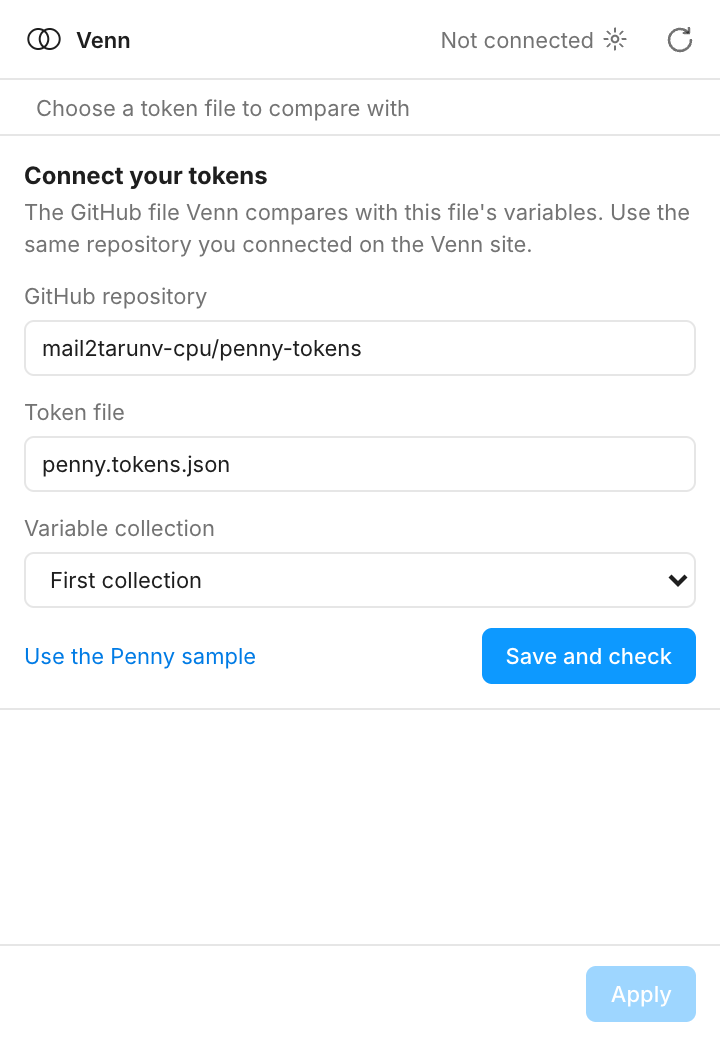 Venn
Not connected
Choose a token file to compare with
Connect your tokens
The GitHub file Venn compares with this file's variables. Use the
same repository you connected on the Venn site.
GitHub repository
mail2tarunv-cpu/penny-tokens
Token file
penny.tokens.json
Variable collection
First collection
Use the Penny sample
Save and check
Apply